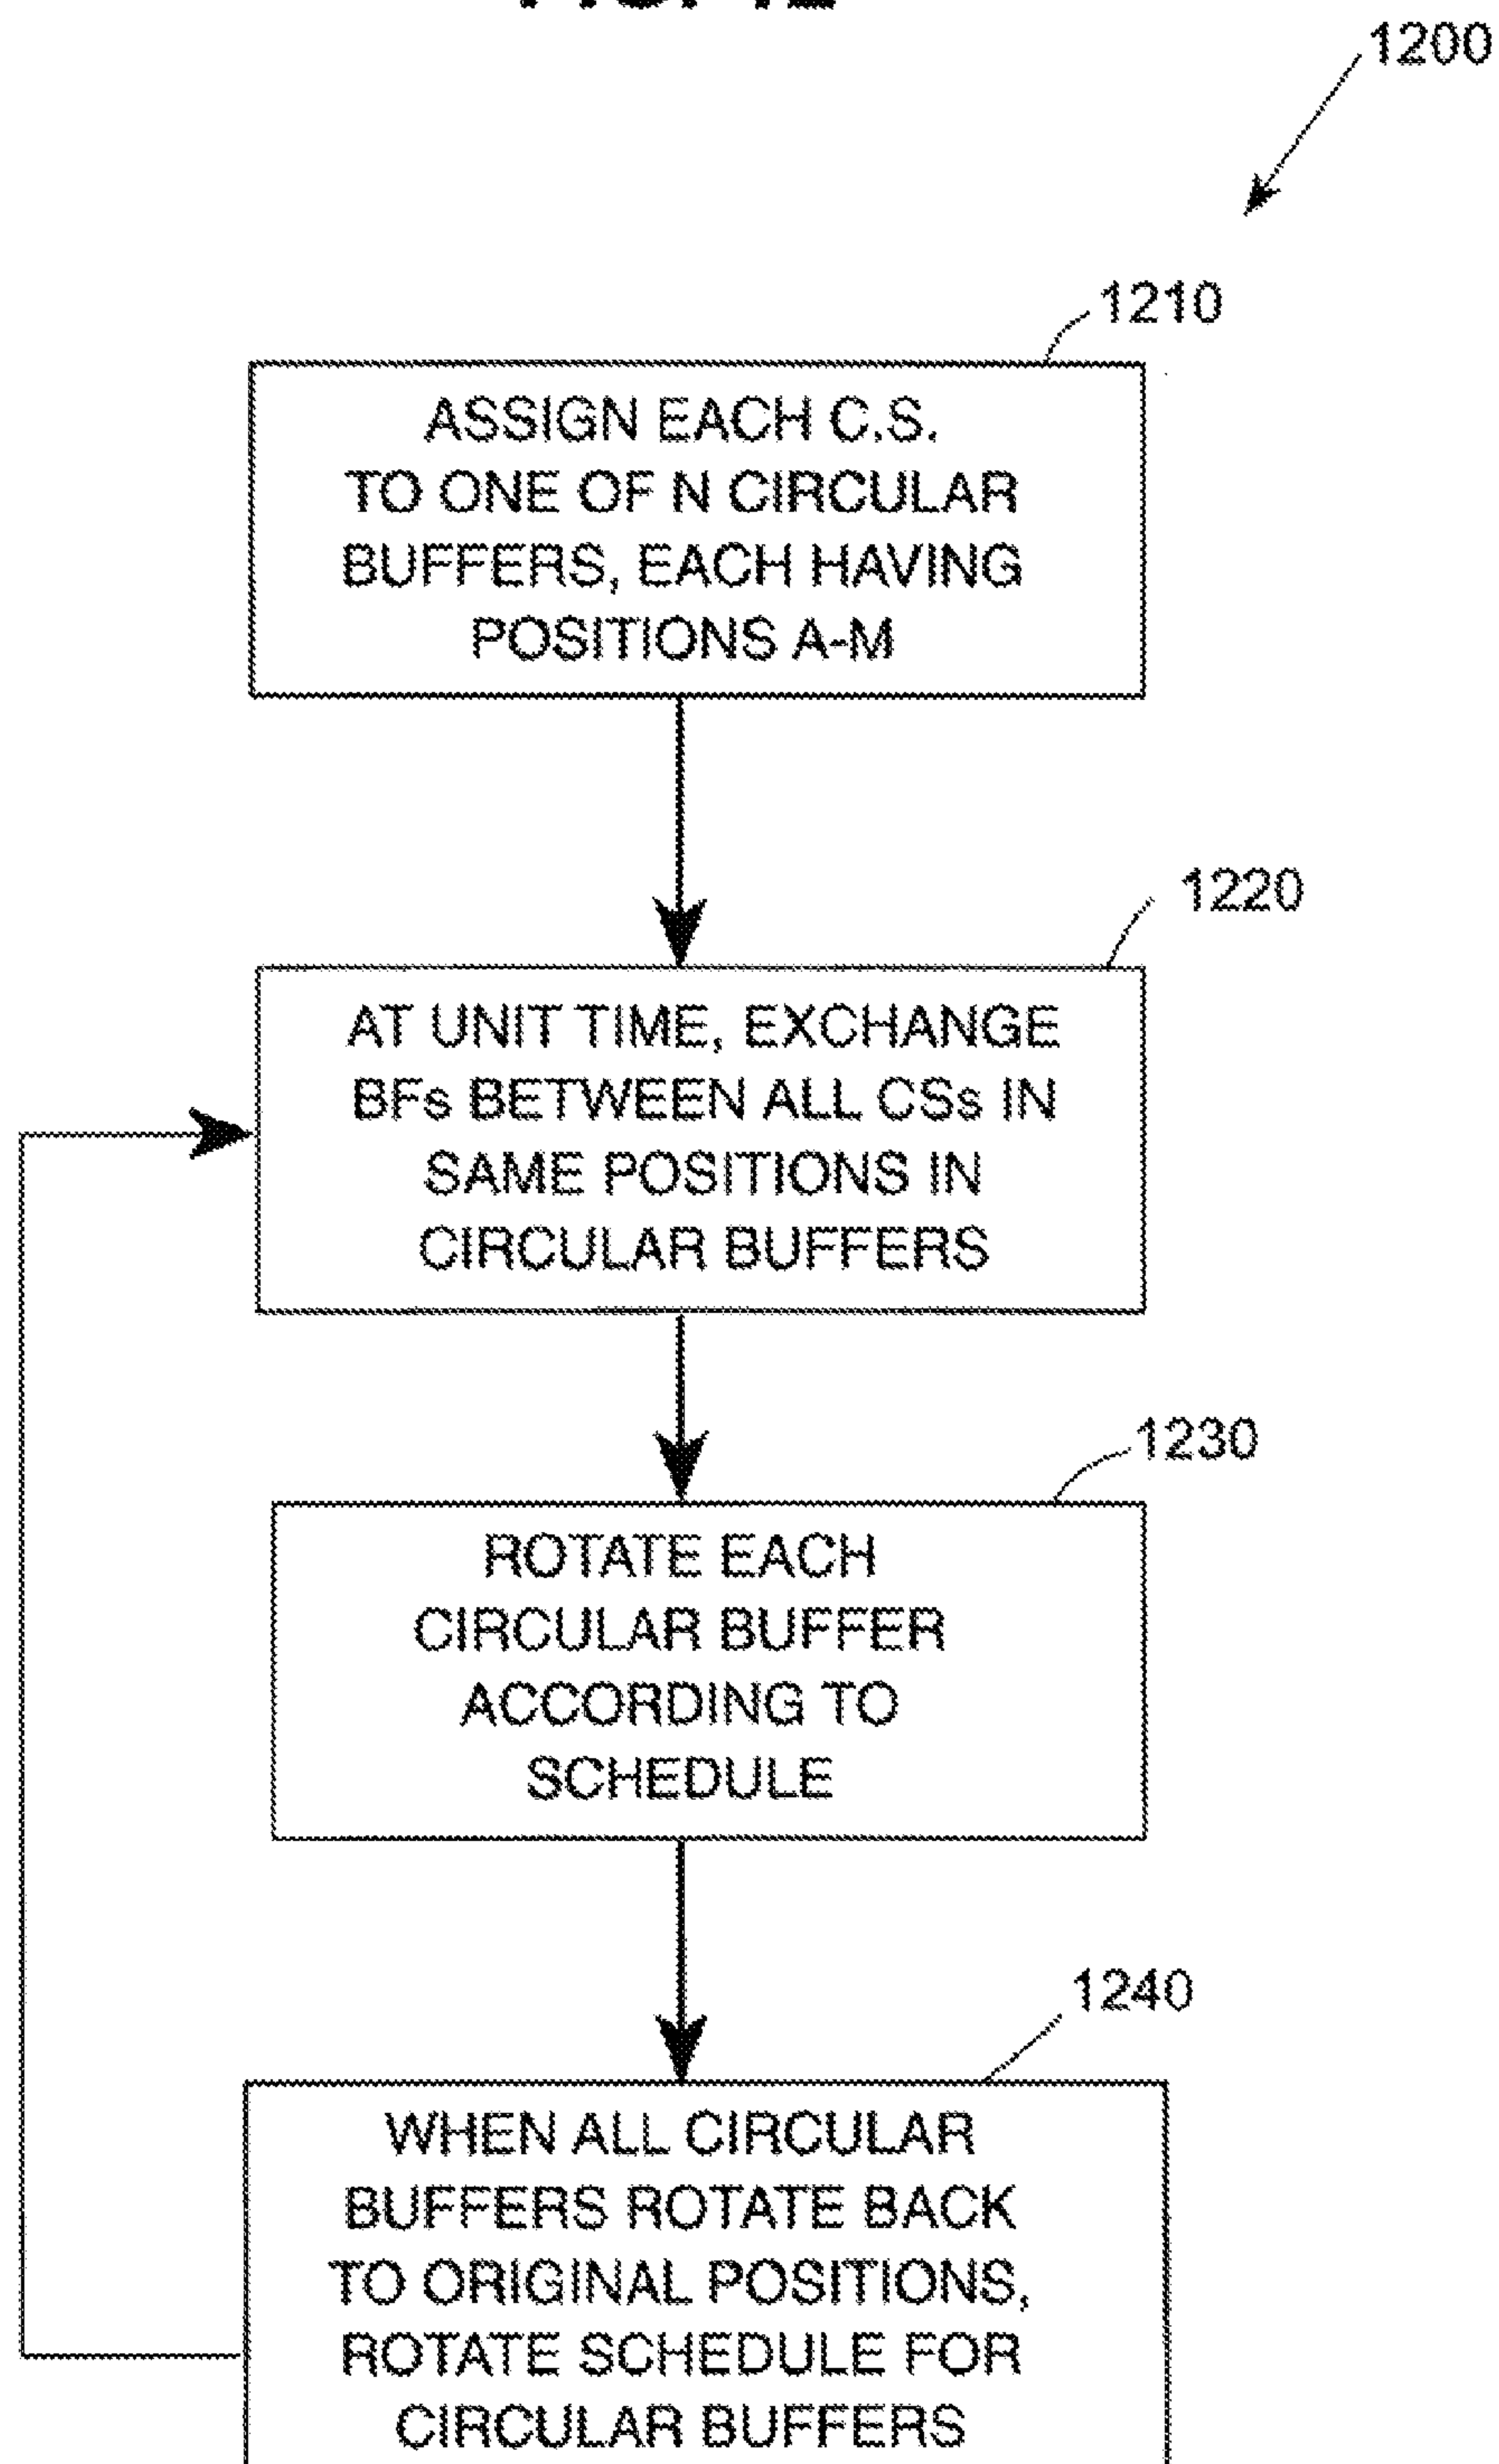 1200
1210
ASSIGN EACH C.S.
TO ONE OF N CIRCULAR
BUFFERS, EACH HAVING
POSITIONS A-M
1220
AT UNIT TIME, EXCHANGE
BFs BETWEEN ALL CSs IN
SAME POSITIONS IN
CIRCULAR BUFFERS
1230
ROTATE EACH
CIRCULAR BUFFER
ACCORDING TO
SCHEDULE
1240
WHEN ALL CIRCULAR
BUFFERS ROTATE BACK
TO ORIGINAL POSITIONS,
ROTATE SCHEDULE FOR
CIRCULAR BUFFERS